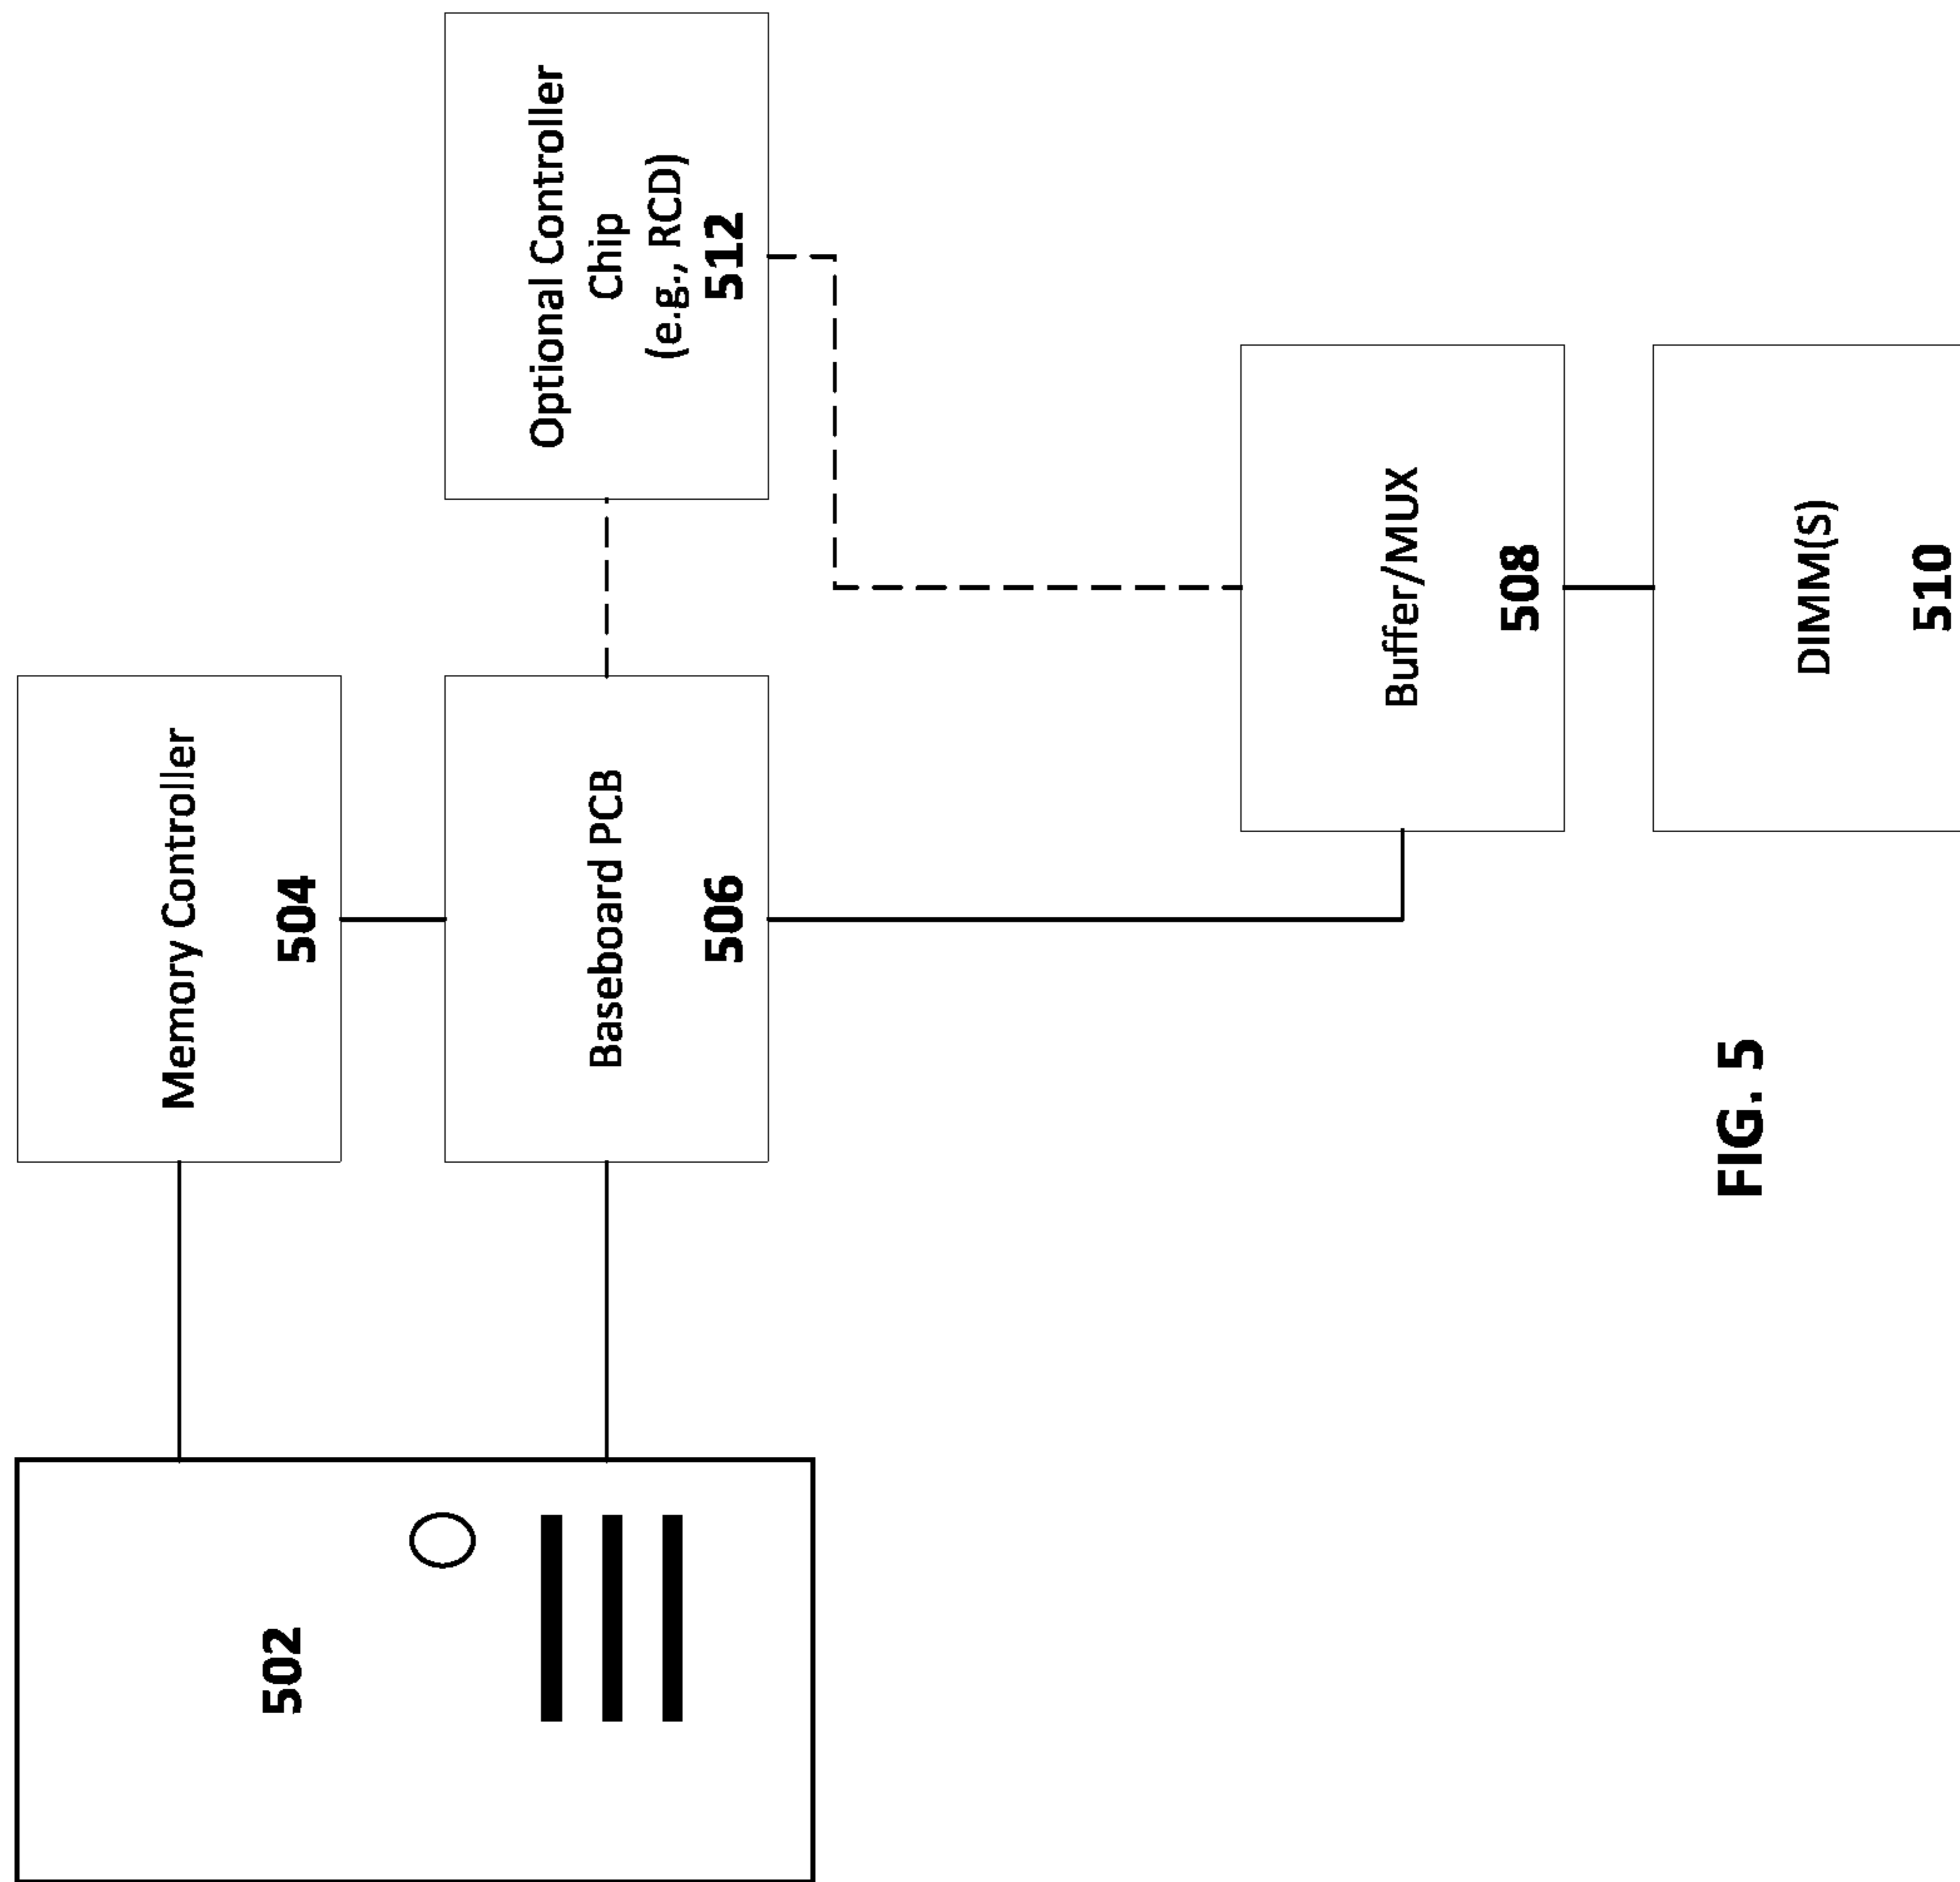 502
Memory Controller
504
Baseboard PCB
506
Optional Controller
Chip
(e.g., RCD)
512
Buffer/MUX
508
DIMM(S)
510
FIG. 5